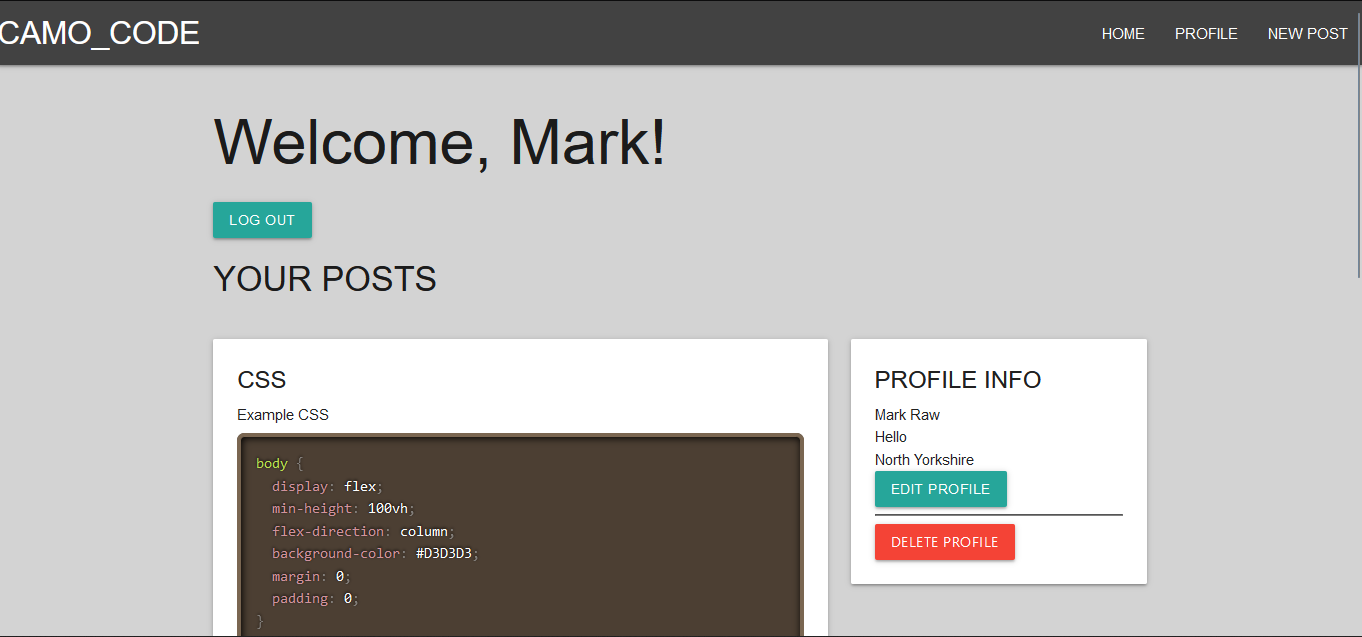 CAMO_CODE
HOME PROFILE NEW POST
Welcome, Mark!
LOG OUT
YOUR POSTS
CSS
Example CSS
body {
  display: flex;
  min-height: 100vh;
  flex-direction: column;
  background-color: #D3D3D3;
  margin: 0;
  padding: 0;
}
PROFILE INFO
Mark Raw
Hello
North Yorkshire
EDIT PROFILE
DELETE PROFILE